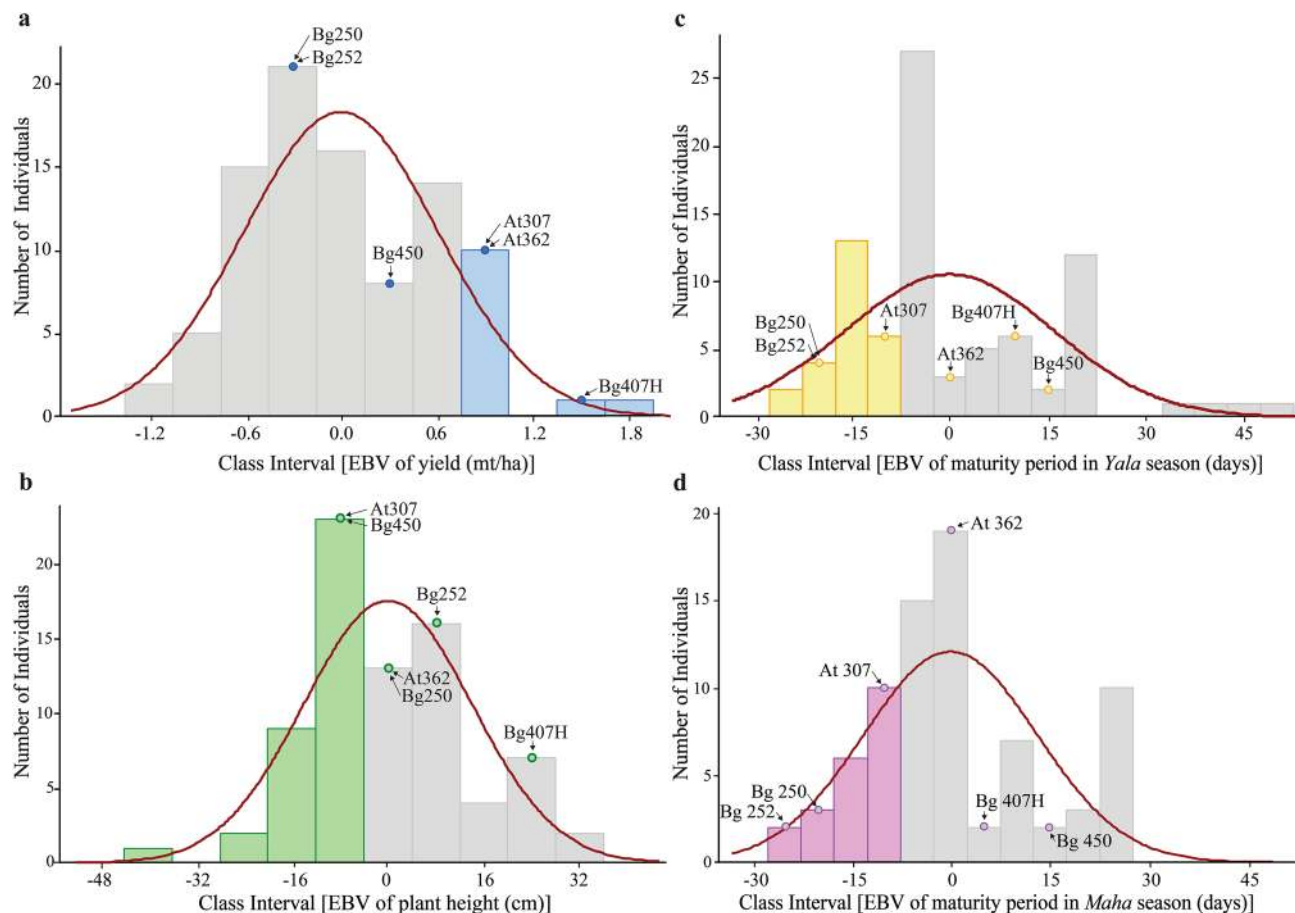 a
Number of Individuals
20
15
10
5
0
Bg250
Bg252
Bg450
At307
At362
Bg407H
-1.2
-0.6
0.0
0.6
1.2
1.8
Class Interval [EBV of yield (mt/ha)]
b
Number of Individuals
20
15
10
5
0
At307
Bg450
Bg252
At362
Bg250
Bg407H
-48
-32
-16
0
16
32
Class Interval [EBV of plant height (cm)]
c
Number of Individuals
25
20
15
10
5
0
Bg250
Bg252
At307
At362
Bg407H
Bg450
-30
-15
0
15
30
45
Class Interval [EBV of maturity period in Yala season (days)]
d
Number of Individuals
20
15
10
5
0
At 362
At 307
Bg 250
Bg 252
Bg 407H
Bg 450
-30
-15
0
15
30
45
Class Interval [EBV of maturity period in Maha season (days)]